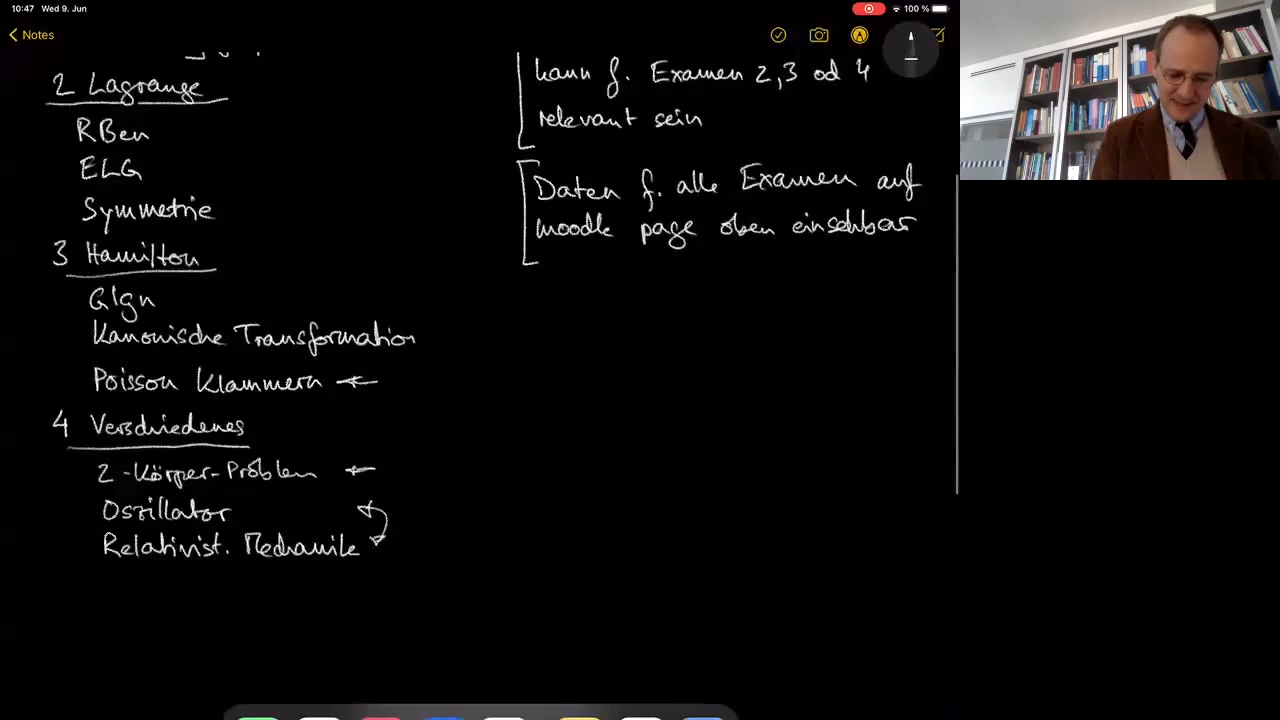 10:47 Wed 9. Jun
100 %
Notes
2 Lagrange
RBen
ELG
Symmetrie
3 Hamilton
Glgn
Kanonische Transformation
Poisson Klammern ←
4 Verschiedenes
2-Körper-Problem ←
Oszillator
Relativist. Mechanik
kann f. Examen 2,3 od 4
relevant sein
Daten f. alle Examen auf
moodle page oben einsehbar